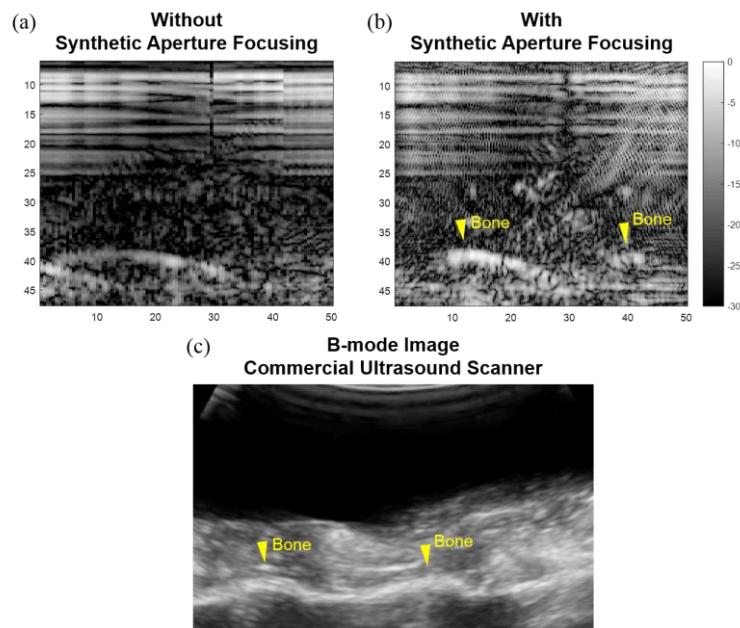 (a)
Without
Synthetic Aperture Focusing
10
15
20
25
30
35
40
45
10
20
30
40
50
(b)
With
Synthetic Aperture Focusing
10
15
20
25
30
35
40
45
Bone
Bone
10
20
30
40
50
0
-5
-10
-15
-20
-25
-30
(c)
B-mode Image
Commercial Ultrasound Scanner
Bone
Bone